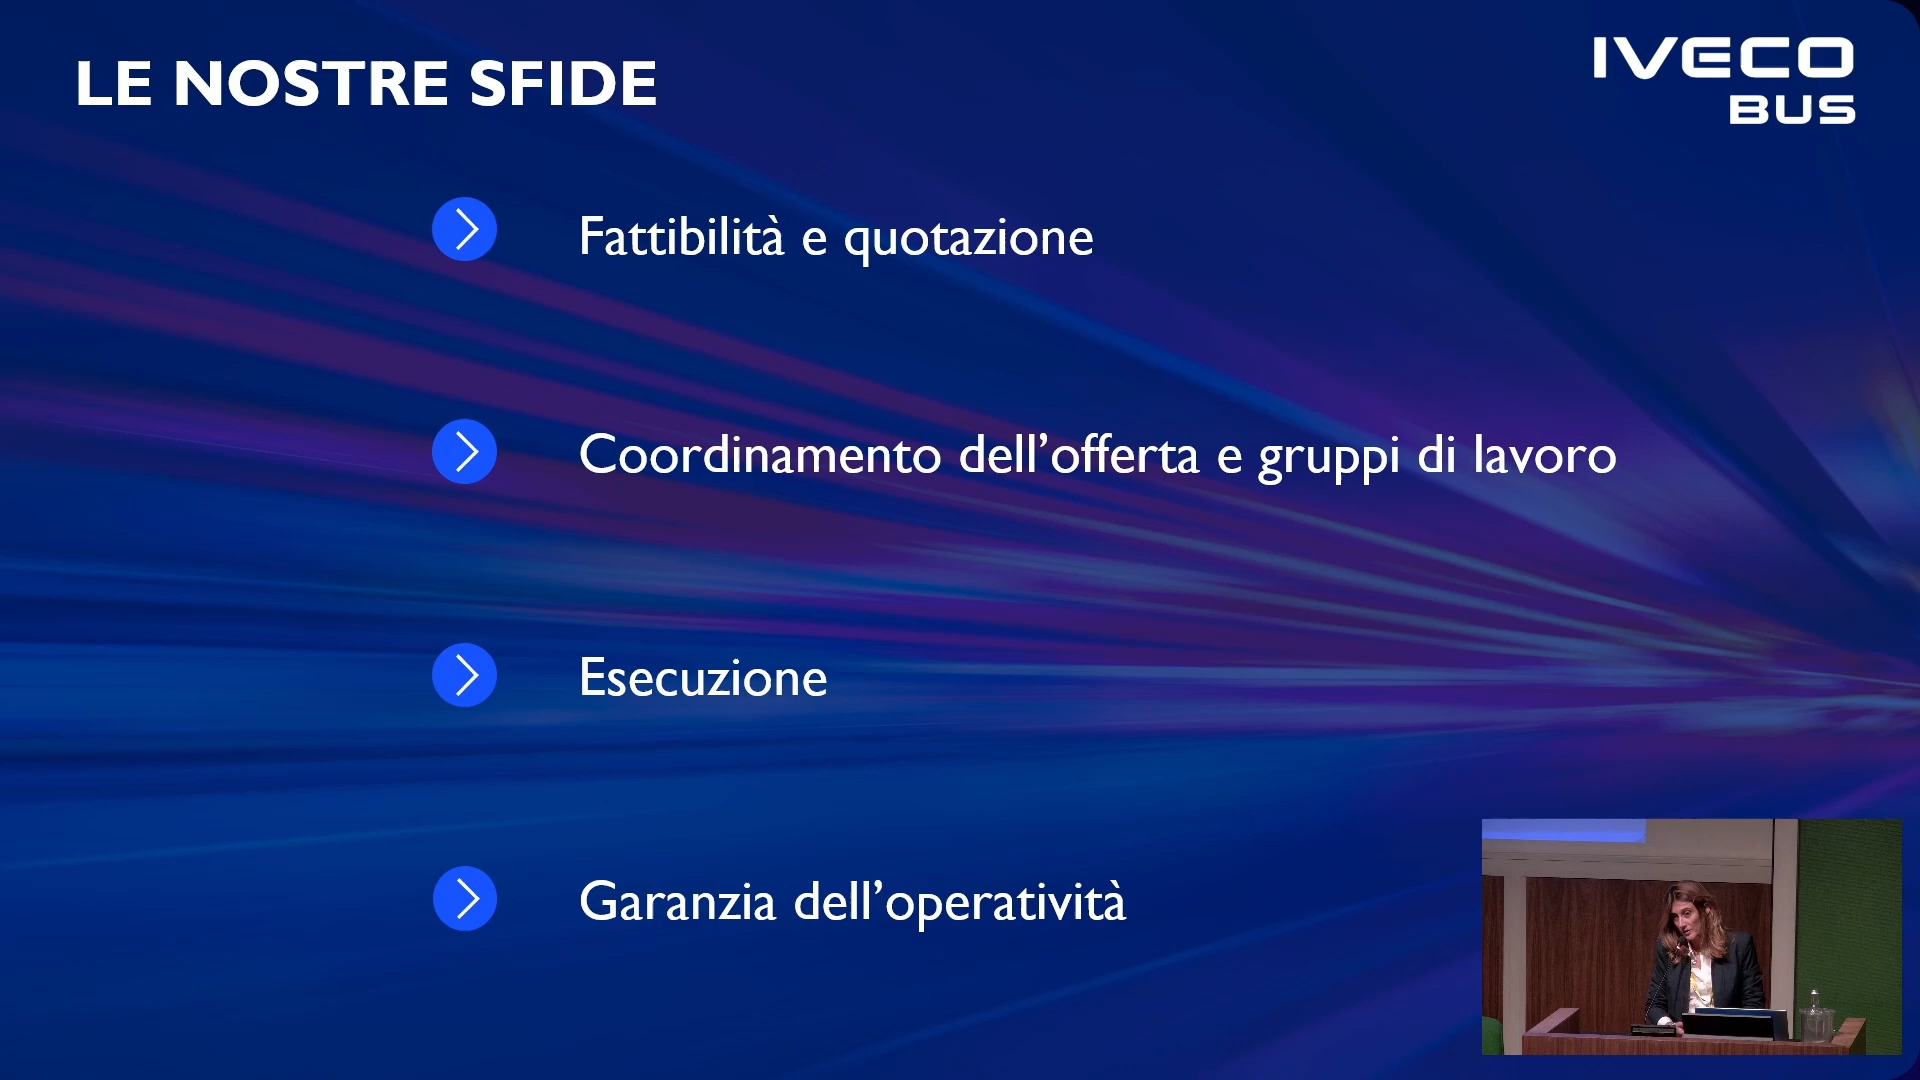 LE NOSTRE SFIDE
IVECO
BUS
Fattibilità e quotazione
Coordinamento dell’offerta e gruppi di lavoro
Esecuzione
Garanzia dell’operatività